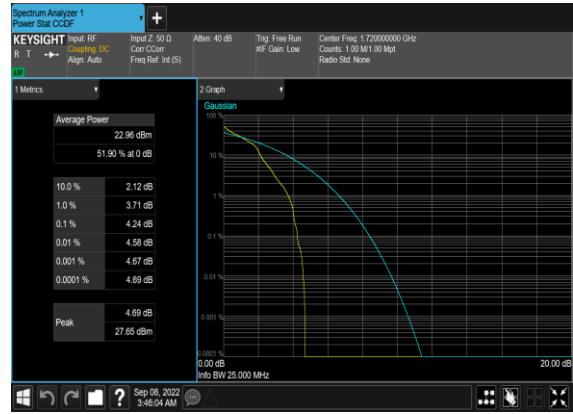 Spectrum Analyzer 1
Power Stat CCDF
+
KEYSIGHT
R T
LXI
Input: RF
Coupling: DC
Align: Auto
Input Z: 50 Ω
Corr CCorr
Freq Ref: Int (S)
Atten: 40 dB
Trig: Free Run
#IF Gain: Low
Center Freq: 1.720000000 GHz
Counts: 1.00 M/1.00 Mpt
Radio Std: None
1 Metrics
Average Power
22.96 dBm
51.90 % at 0 dB
10.0 % 2.12 dB
1.0 % 3.71 dB
0.1 % 4.24 dB
0.01 % 4.58 dB
0.001 % 4.67 dB
0.0001 % 4.69 dB
Peak
4.69 dB
27.65 dBm
2 Graph
Gaussian
100 %
10 %
1 %
0.1 %
0.01 %
0.001 %
0.0001 %
0.00 dB 20.00 dB
Info BW 25.000 MHz
?
Sep 08, 2022
3:46:04 AM